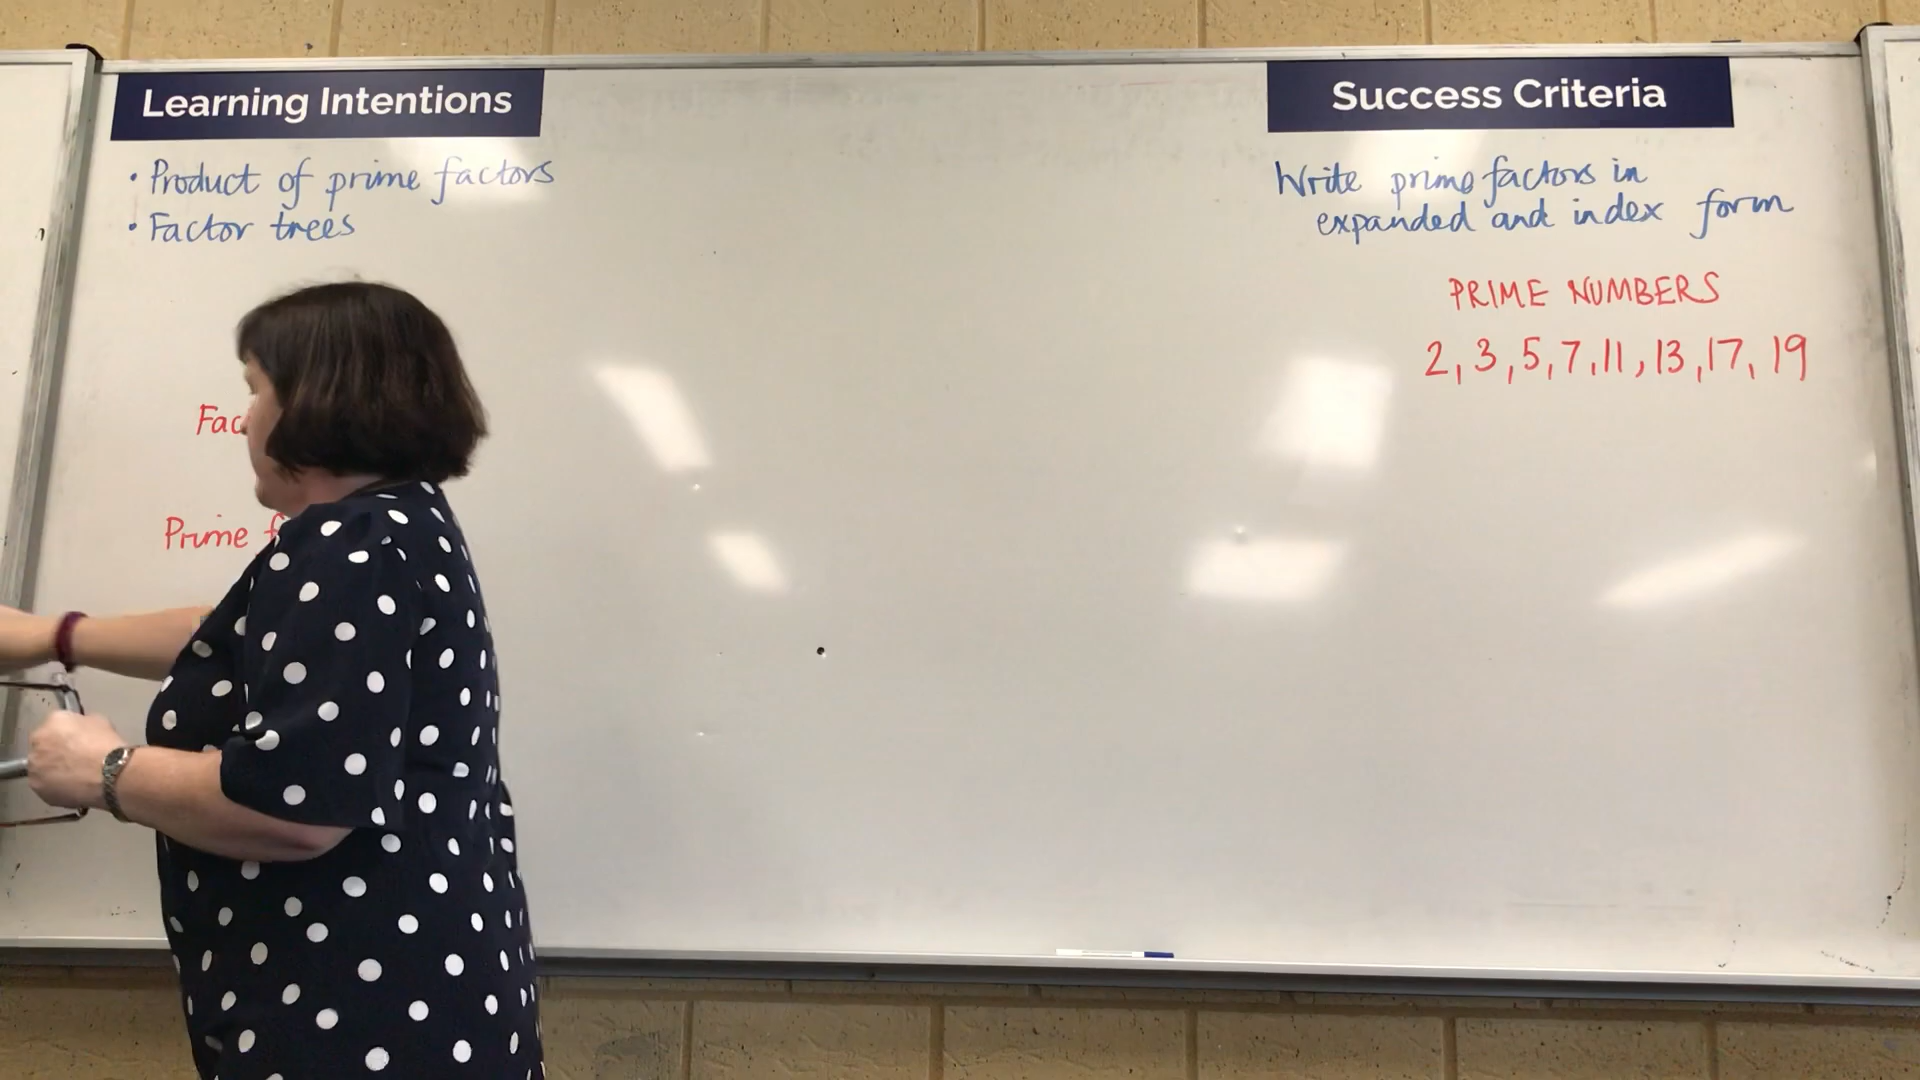 Learning Intentions
• Product of prime factors
• Factor trees
Success Criteria
Write prime factors in
expanded and index form
PRIME NUMBERS
2, 3, 5, 7, 11, 13, 17, 19
Prime